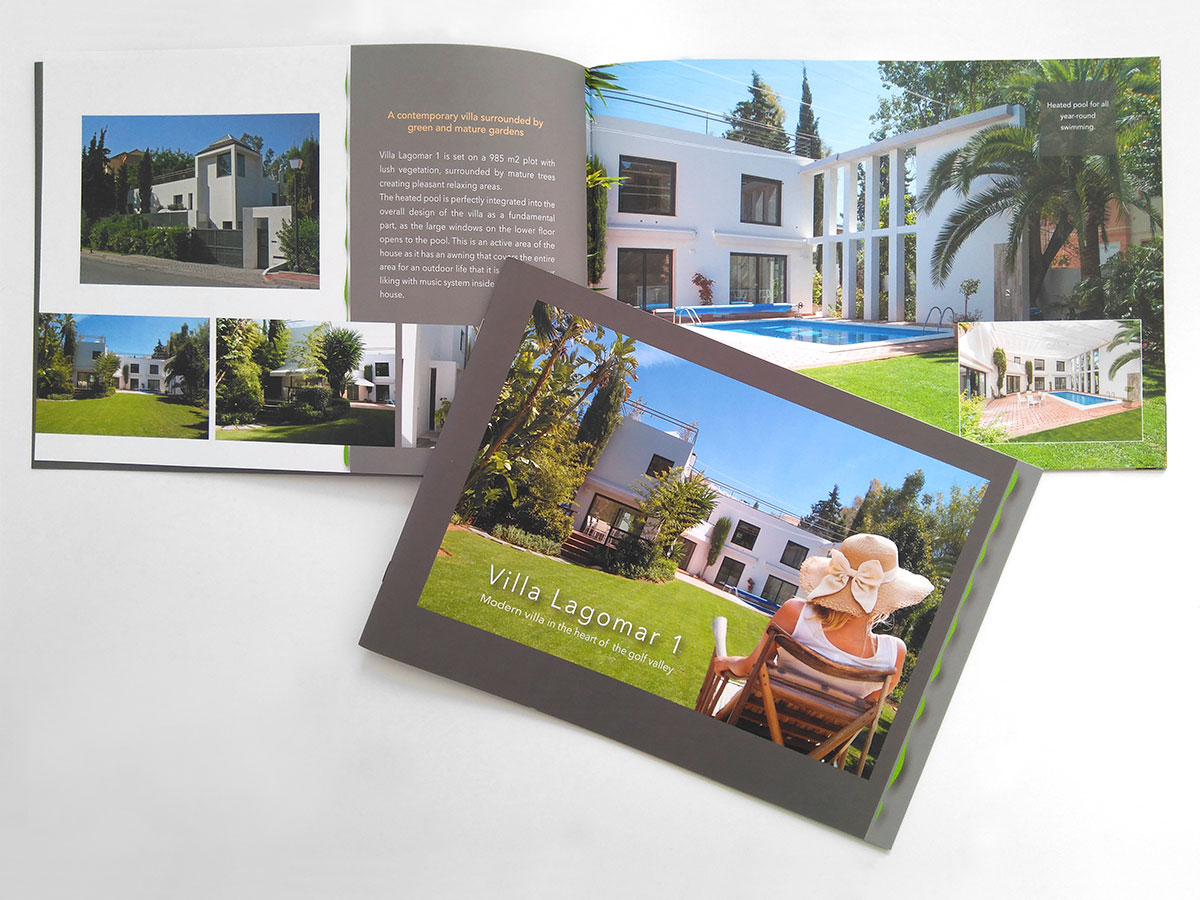 A contemporary villa surrounded by
green and mature gardens
Villa Lagomar 1 is set on a 985 m2 plot with
lush vegetation, surrounded by mature trees
creating pleasant relaxing areas.
The heated pool is perfectly integrated into the
overall design of the villa as a fundamental
part, as the large windows on the lower floor
opens to the pool. This is an active area of the
house as it has an awning that covers the entire
area for an outdoor life that it is
liking with music system inside
house.
Heated pool for all
year-round
swimming.
Villa Lagomar 1
Modern villa in the heart of the golf valley